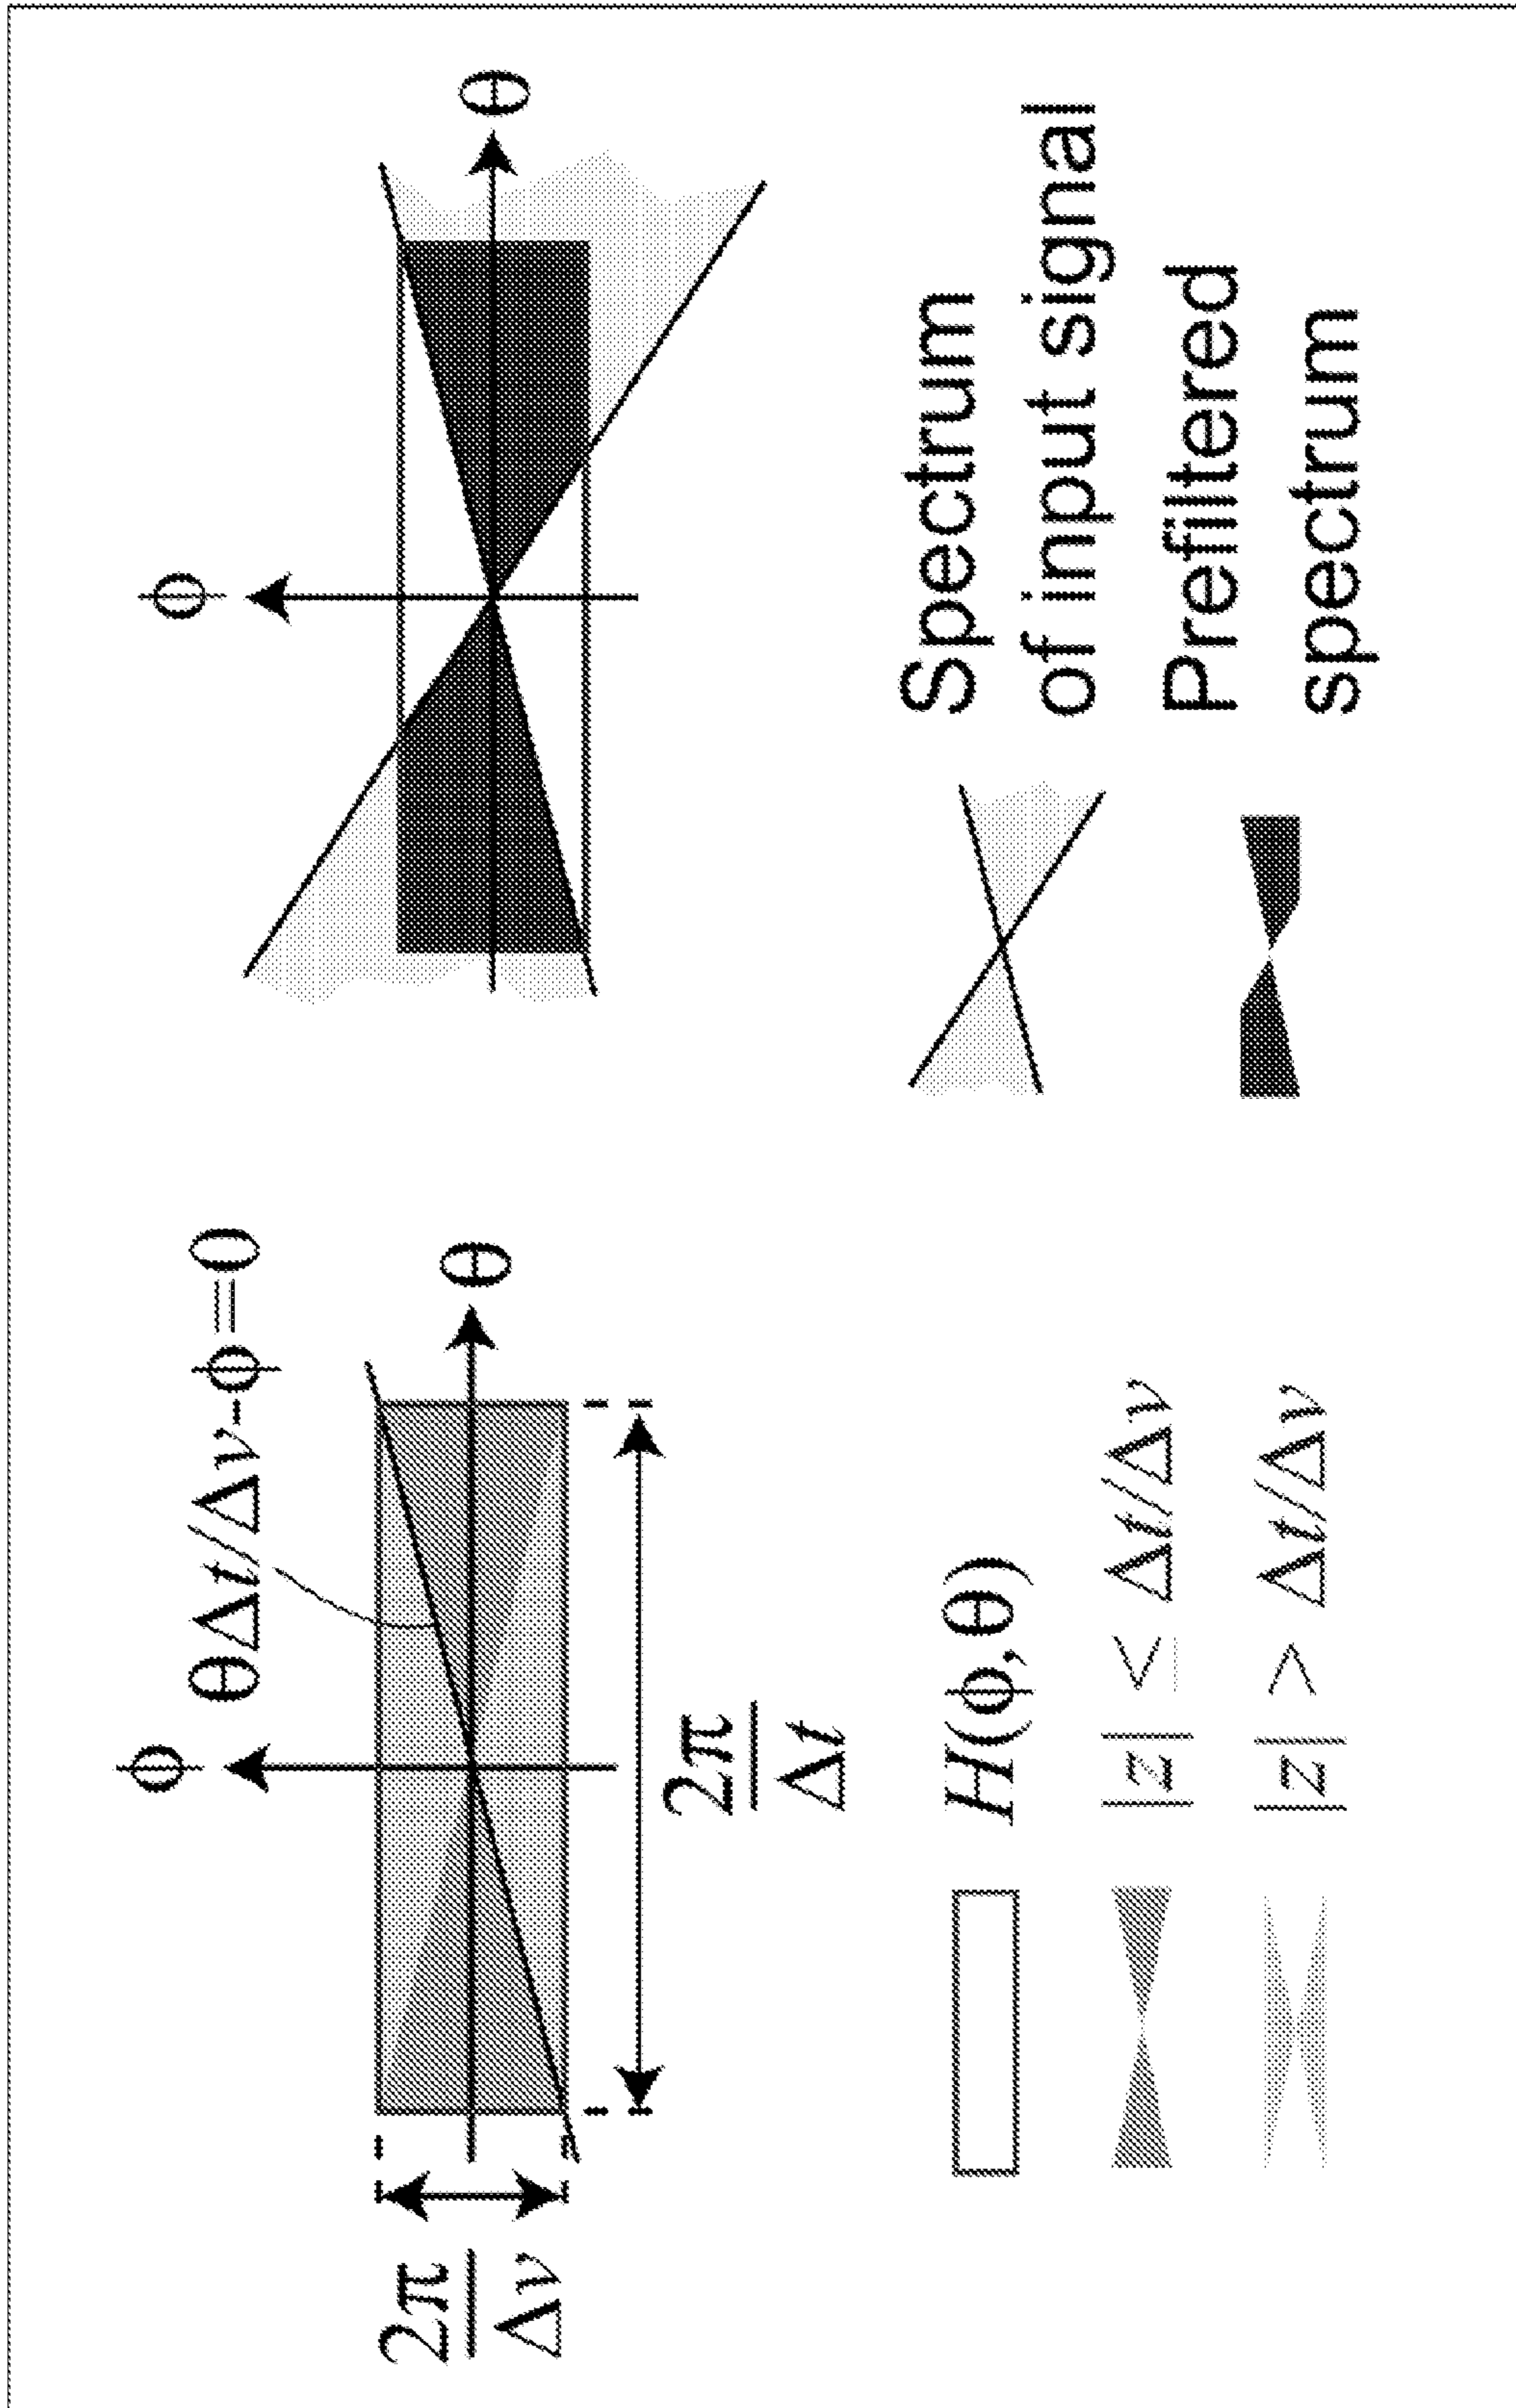 ϕ
θΔt/Δv-ϕ=0
θ
2π
Δv
2π
Δt
H(ϕ,θ)
|z| ≤ Δt/Δv
|z| > Δt/Δv
ϕ
θ
Spectrum
of input signal
Prefiltered
spectrum